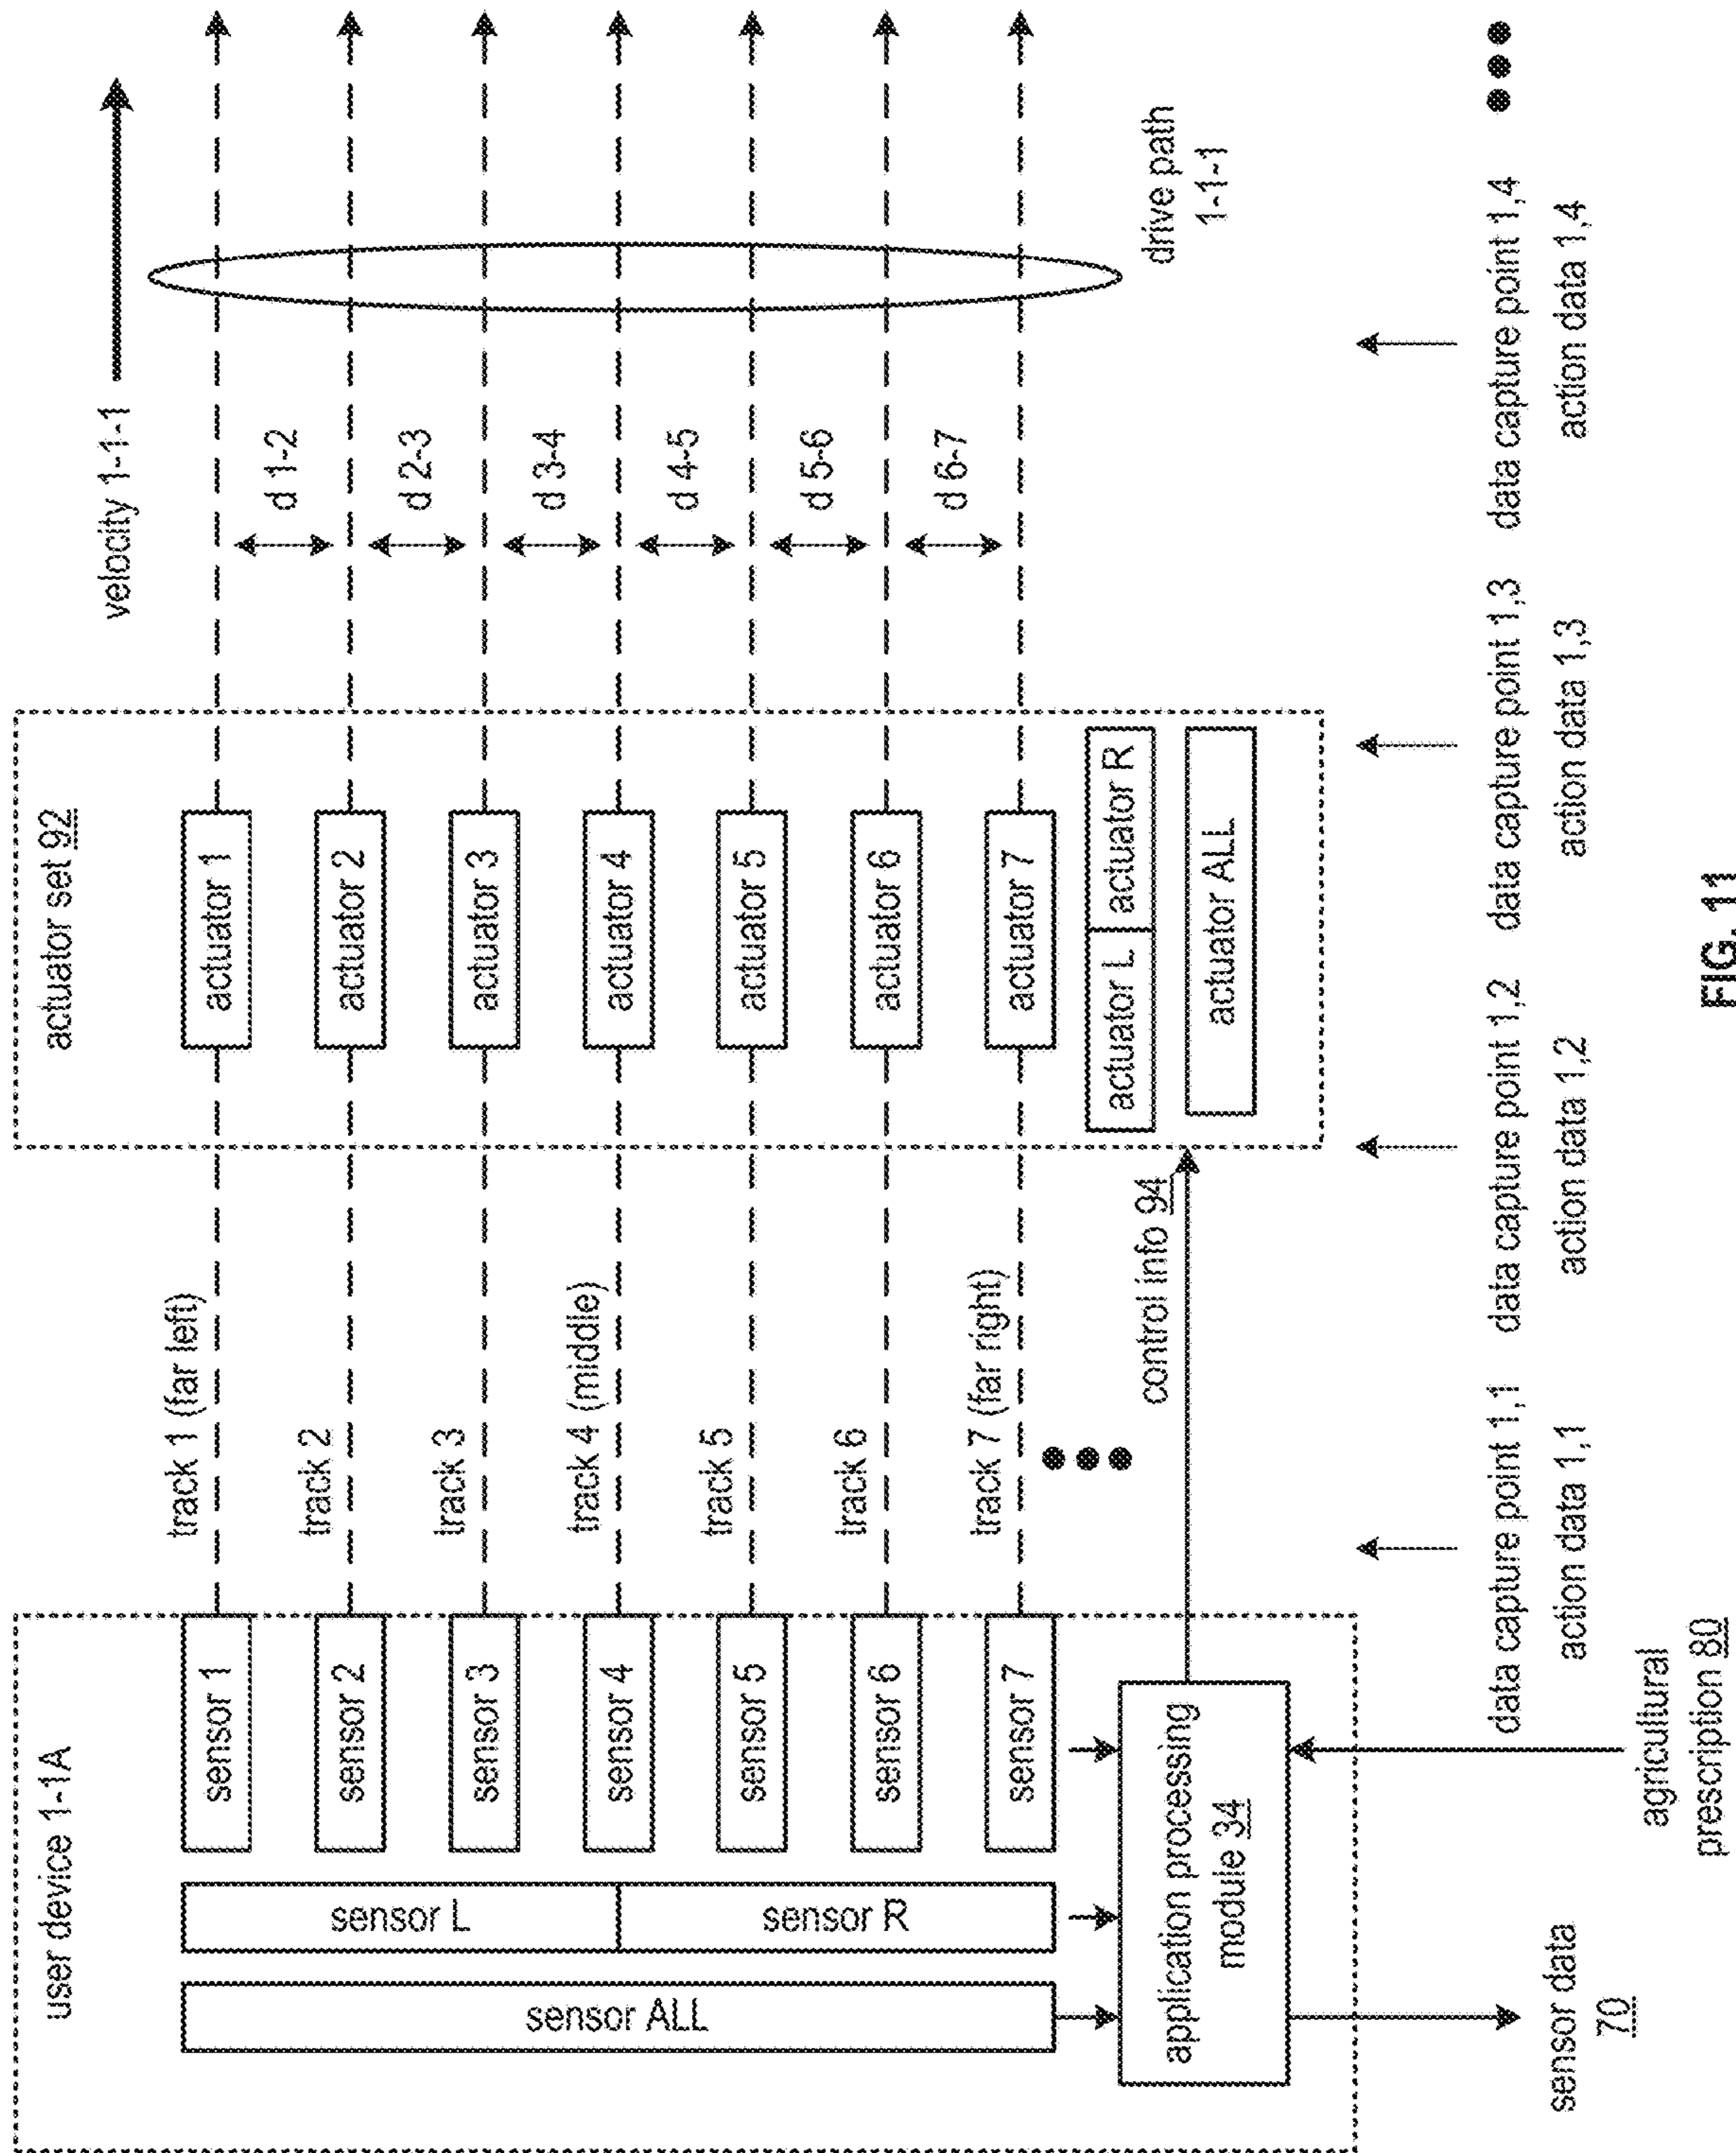 user device 1-1A
sensor ALL
sensor L
sensor R
sensor 1
sensor 2
sensor 3
sensor 4
sensor 5
sensor 6
sensor 7
application processing
module 34
sensor data
70
agricultural
prescription 80
track 1 (far left)
track 2
track 3
track 4 (middle)
track 5
track 6
track 7 (far right)
control info 94
actuator set 92
actuator 1
actuator 2
actuator 3
actuator 4
actuator 5
actuator 6
actuator 7
actuator L
actuator R
actuator ALL
velocity 1-1-1
d 1-2
d 2-3
d 3-4
d 4-5
d 5-6
d 6-7
drive path
1-1-1
data capture point 1,1
action data 1,1
data capture point 1,2
action data 1,2
data capture point 1,3
action data 1,3
data capture point 1,4
action data 1,4
FIG. 11